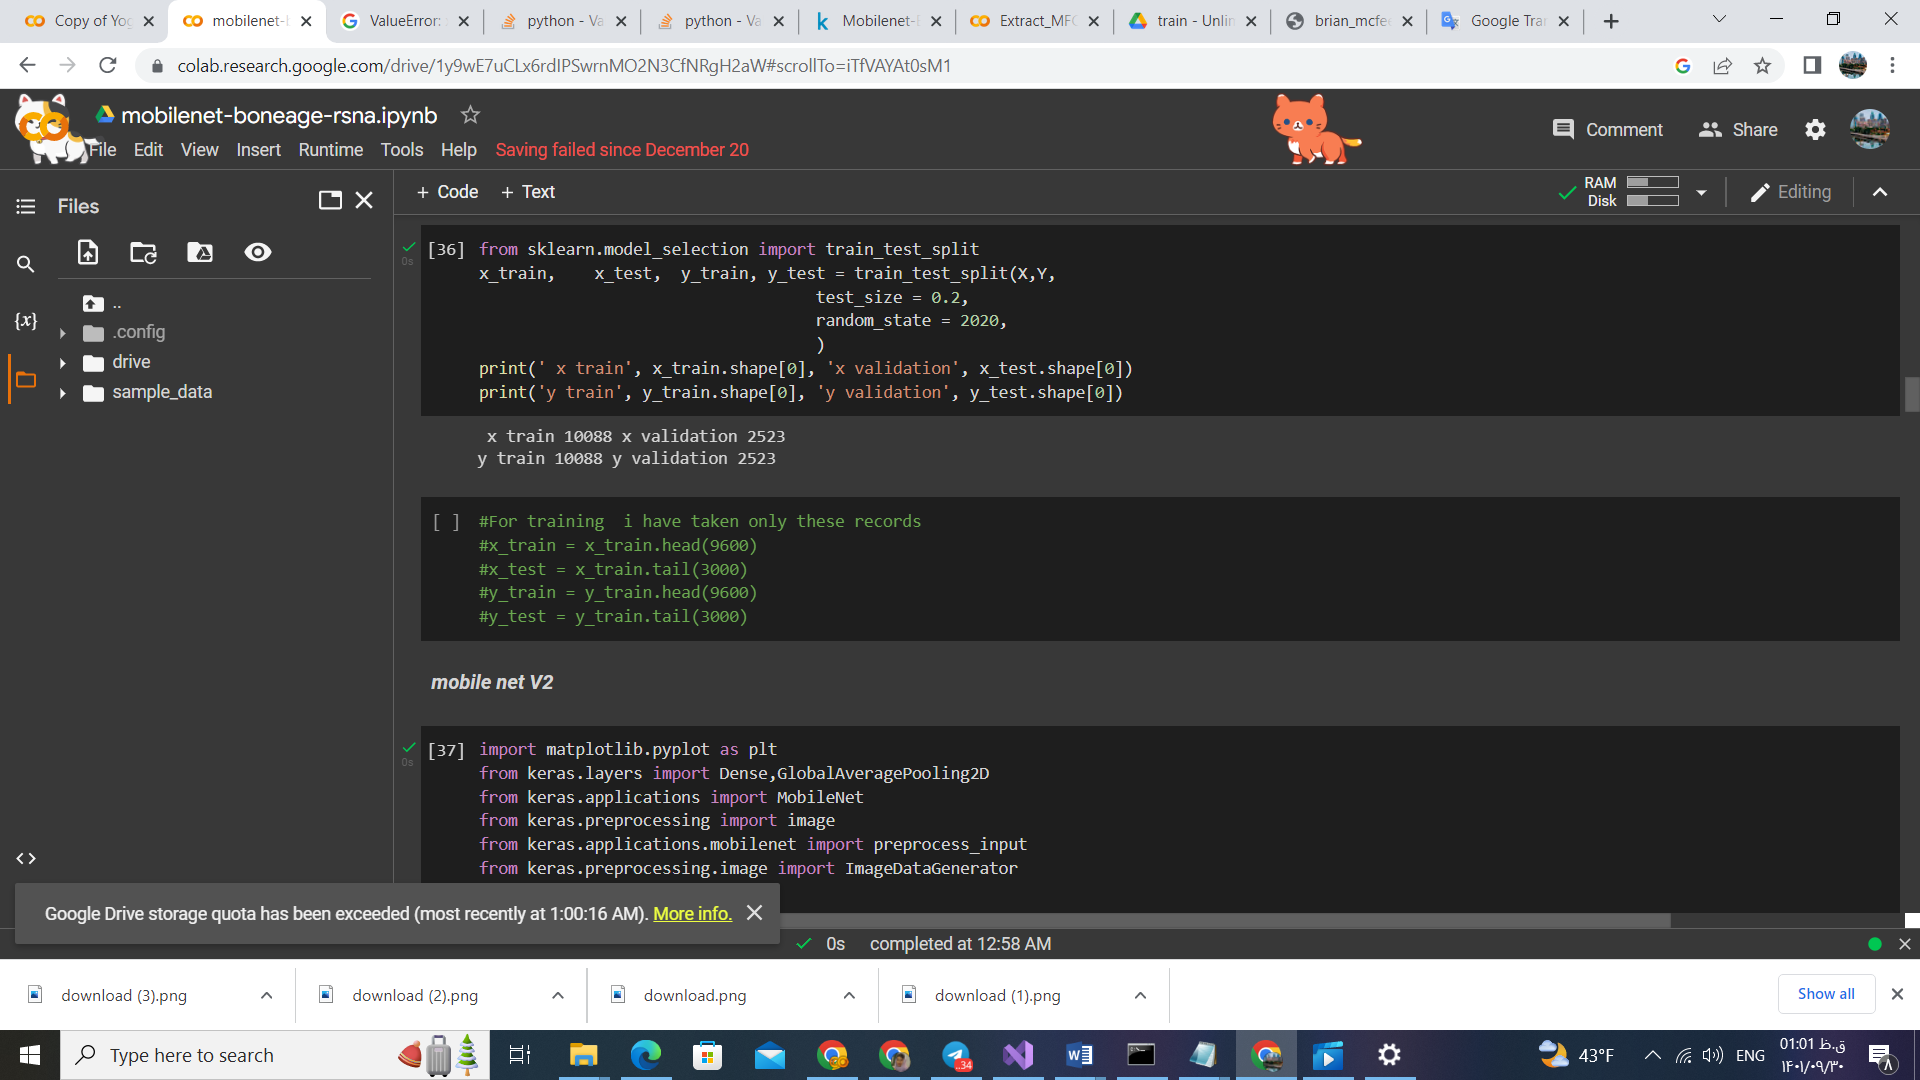 Copy of Yog
mobilenet-b
ValueError:
python - Va
python - Va
Mobilenet-
Extract_MFC
train - Unlim
brian_mcfee
Google Tran
colab.research.google.com/drive/1y9wE7uCLx6rdIPSwrnMO2N3CfNRgH2aW#scrollTo=iTfVAYAt0sM1
mobilenet-boneage-rsna.ipynb
File Edit View Insert Runtime Tools Help Saving failed since December 20
Comment Share
Files
+ Code + Text
RAM
Disk
Editing
..
.config
drive
sample_data
{x}
[36] from sklearn.model_selection import train_test_split
0s
x_train,    x_test,  y_train, y_test = train_test_split(X,Y,
test_size = 0.2,
random_state = 2020,
)
print(' x train', x_train.shape[0], 'x validation', x_test.shape[0])
print('y train', y_train.shape[0], 'y validation', y_test.shape[0])
x train 10088 x validation 2523
y train 10088 y validation 2523
[ ] #For training  i have taken only these records
#x_train = x_train.head(9600)
#x_test = x_train.tail(3000)
#y_train = y_train.head(9600)
#y_test = y_train.tail(3000)
mobile net V2
[37] import matplotlib.pyplot as plt
0s
from keras.layers import Dense,GlobalAveragePooling2D
from keras.applications import MobileNet
from keras.preprocessing import image
from keras.applications.mobilenet import preprocess_input
from keras.preprocessing.image import ImageDataGenerator
Google Drive storage quota has been exceeded (most recently at 1:00:16 AM). More info.
0s completed at 12:58 AM
download (3).png
download (2).png
download.png
download (1).png
Show all
Type here to search
..34
43°F
ENG
01:01 ق.ظ
۱۴۰۱/۰۹/۳۰
۸